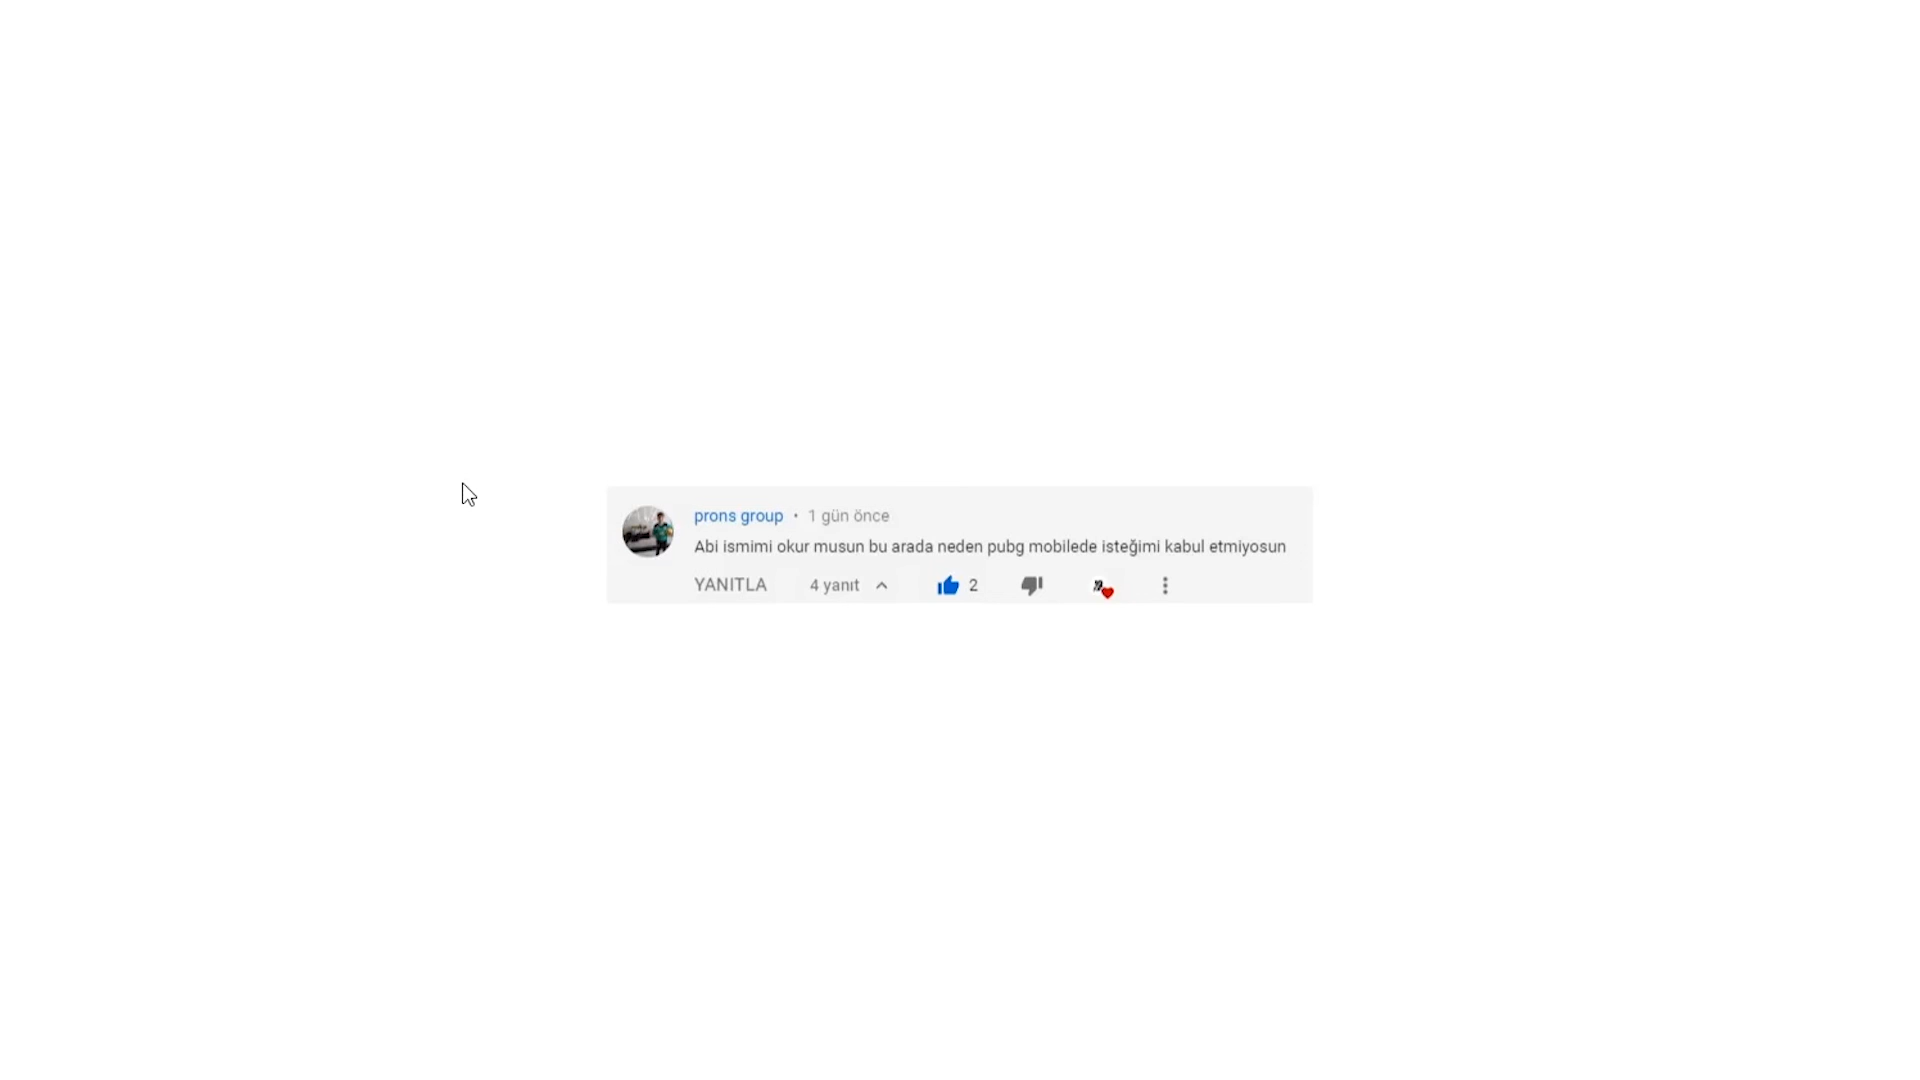 prons group • 1 gün önce
Abi ismimi okur musun bu arada neden pubg mobilede isteğimi kabul etmiyosun
YANITLA 4 yanıt 2